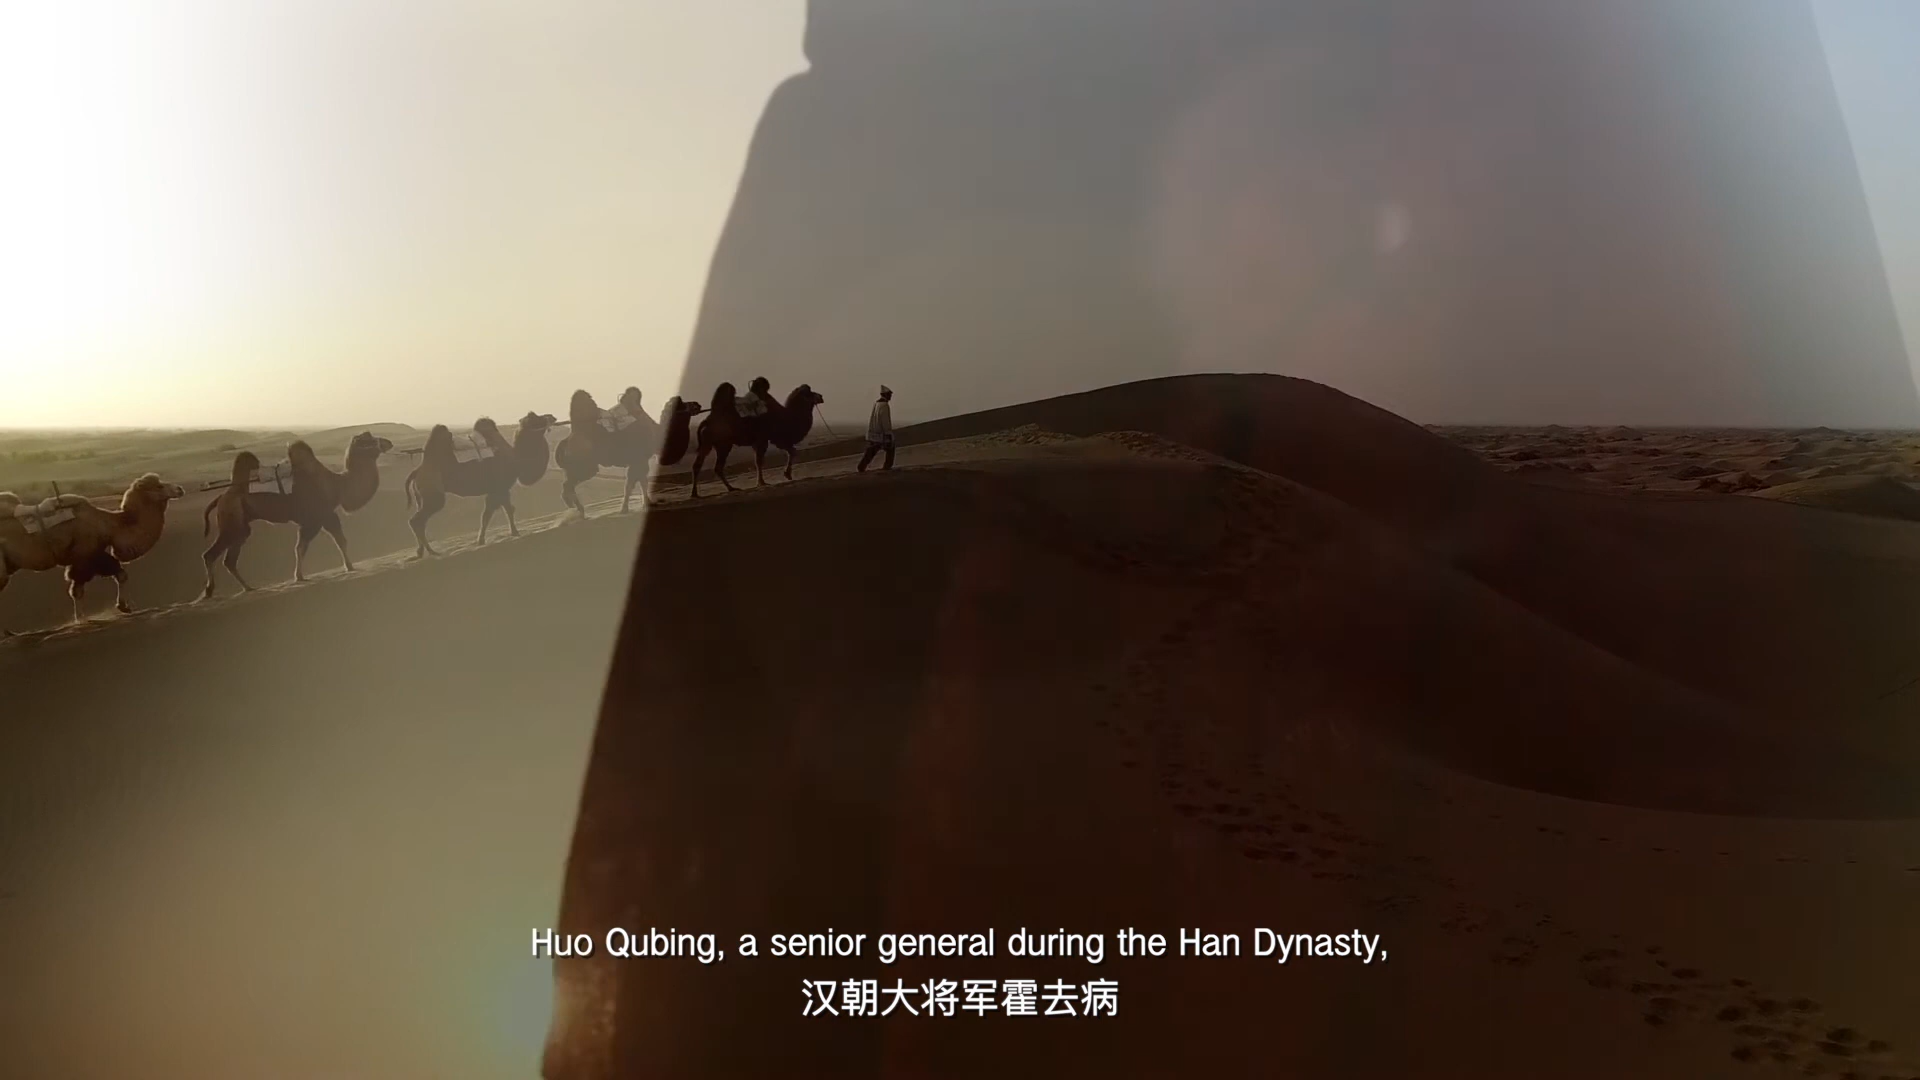 Huo Qubing, a senior general during the Han Dynasty,
汉朝大将军霍去病